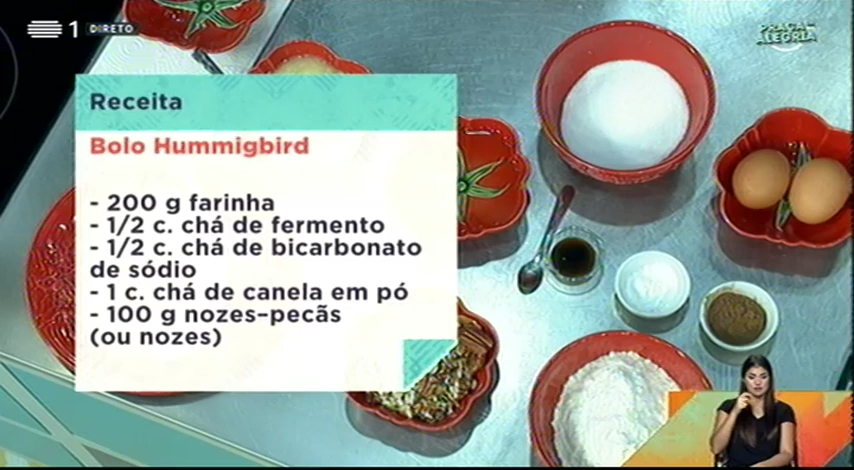 1 DIRETO
PRAÇA DA
ALEGRIA
Receita
Bolo Hummigbird
- 200 g farinha
- 1/2 c. chá de fermento
- 1/2 c. chá de bicarbonato
de sódio
- 1 c. chá de canela em pó
- 100 g nozes-pecãs
(ou nozes)